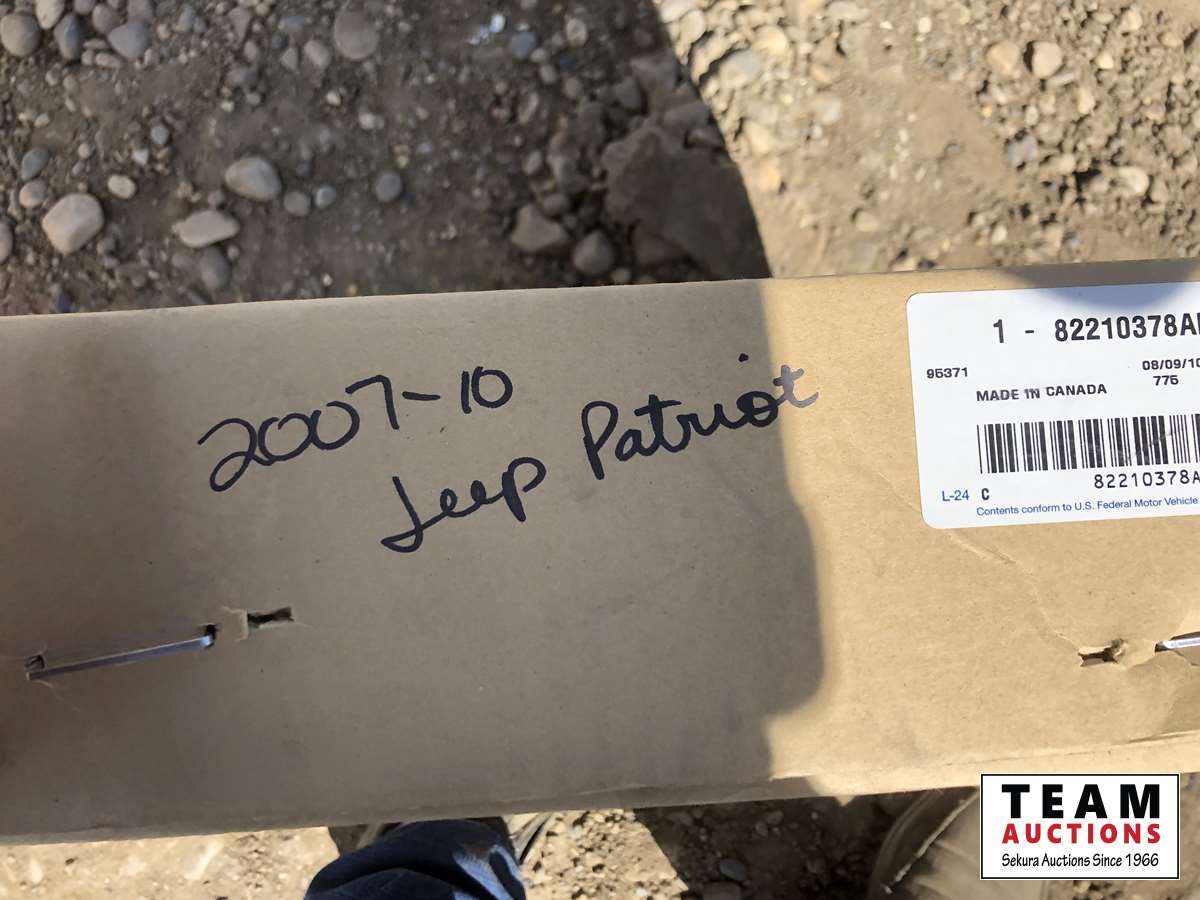 2007-10
Jeep Patriot
1 - 82210378A
95371
08/09/10
775
MADE IN CANADA
82210378A
L-24 C
Contents conform to U.S. Federal Motor Vehicle
TEAM
AUCTIONS
Sekura Auctions Since 1966